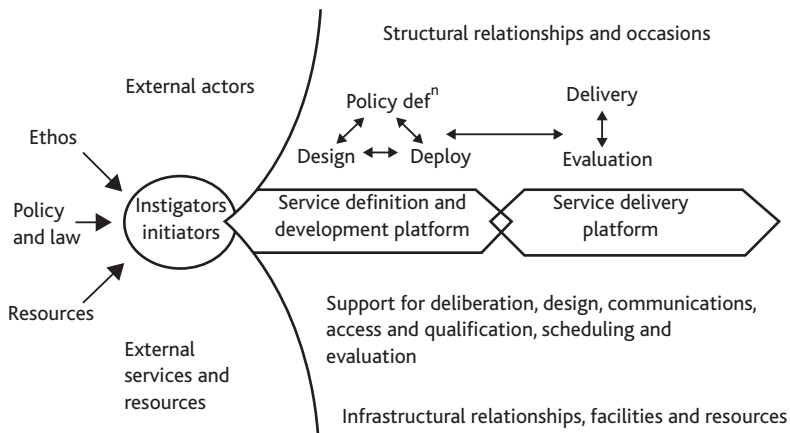 Structural relationships and occasions
External actors
Policy defⁿ
Delivery
Ethos
Design
Deploy
Evaluation
Policy
and law
Instigators
initiators
Service definition and
development platform
Service delivery
platform
Resources
Support for deliberation, design, communications,
access and qualification, scheduling and
evaluation
External
services and
resources
Infrastructural relationships, facilities and resources